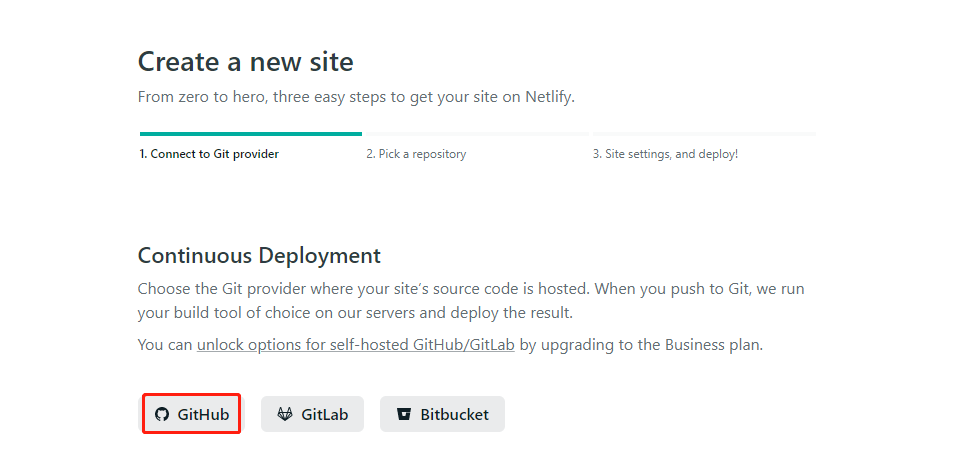 Create a new site
From zero to hero, three easy steps to get your site on Netlify.
1. Connect to Git provider
2. Pick a repository
3. Site settings, and deploy!
Continuous Deployment
Choose the Git provider where your site’s source code is hosted. When you push to Git, we run
your build tool of choice on our servers and deploy the result.
You can unlock options for self-hosted GitHub/GitLab by upgrading to the Business plan.
GitHub
GitLab
Bitbucket